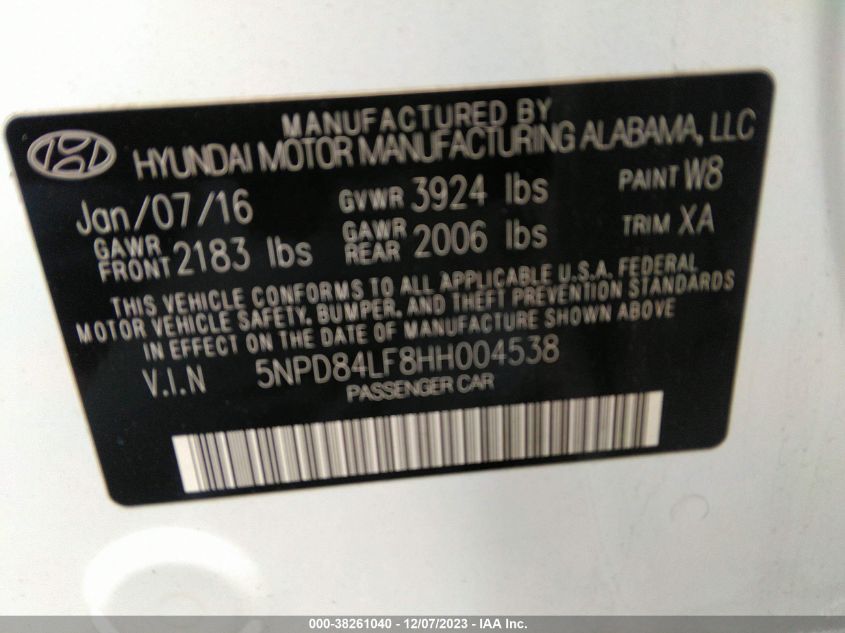 MANUFACTURED BY
HYUNDAI MOTOR MANUFACTURING ALABAMA, LLC
Jan/07/16 GVWR 3924 lbs PAINT W8
GAWR FRONT 2183 lbs GAWR REAR 2006 lbs TRIM XA
THIS VEHICLE CONFORMS TO ALL APPLICABLE U.S.A. FEDERAL
MOTOR VEHICLE SAFETY, BUMPER, AND THEFT PREVENTION STANDARDS
IN EFFECT ON THE DATE OF MANUFACTURE SHOWN ABOVE
V.I.N 5NPD84LF8HH004538
PASSENGER CAR
000-38261040 - 12/07/2023 - IAA Inc.